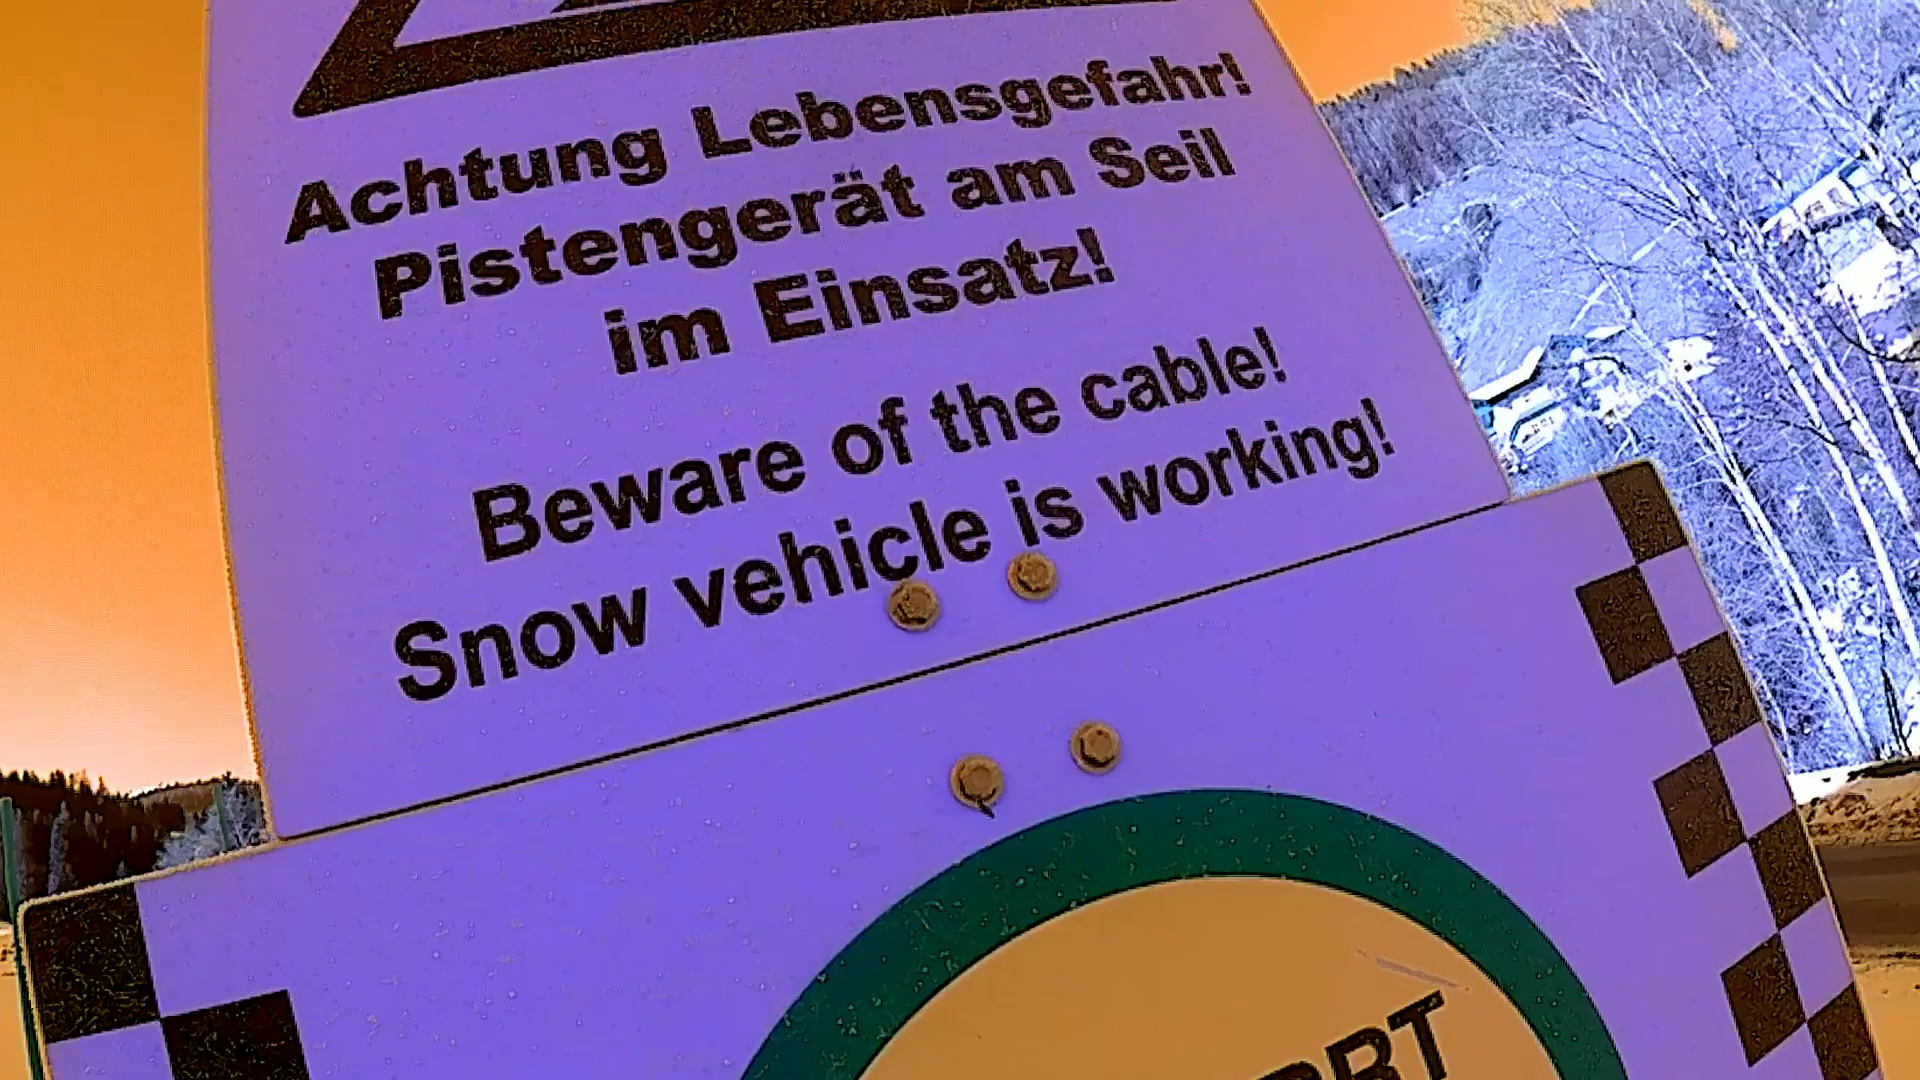 Achtung Lebensgefahr!
Pistengerät am Seil
im Einsatz!
Beware of the cable!
Snow vehicle is working!